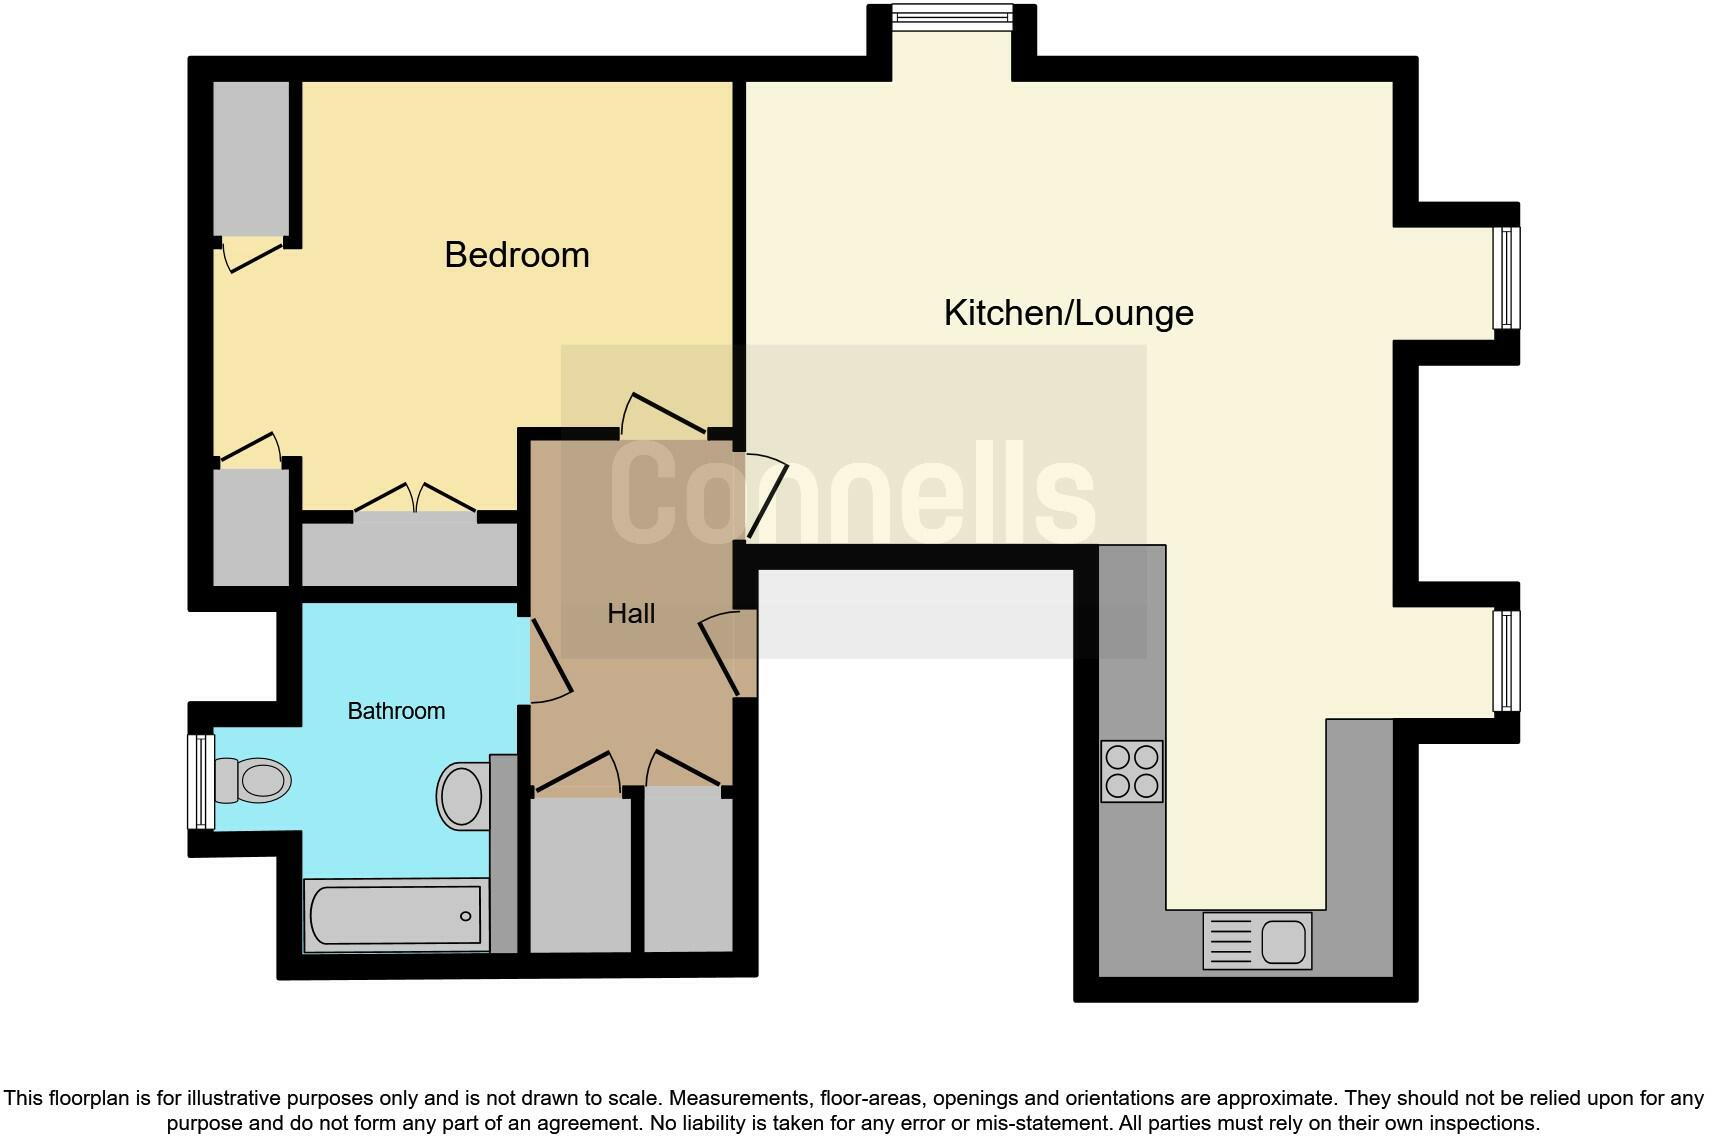 Bedroom
Kitchen/Lounge
Connells
Hall
Bathroom
This floorplan is for illustrative purposes only and is not drawn to scale. Measurements, floor-areas, openings and orientations are approximate. They should not be relied upon for any
purpose and do not form any part of an agreement. No liability is taken for any error or mis-statement. All parties must rely on their own inspections.